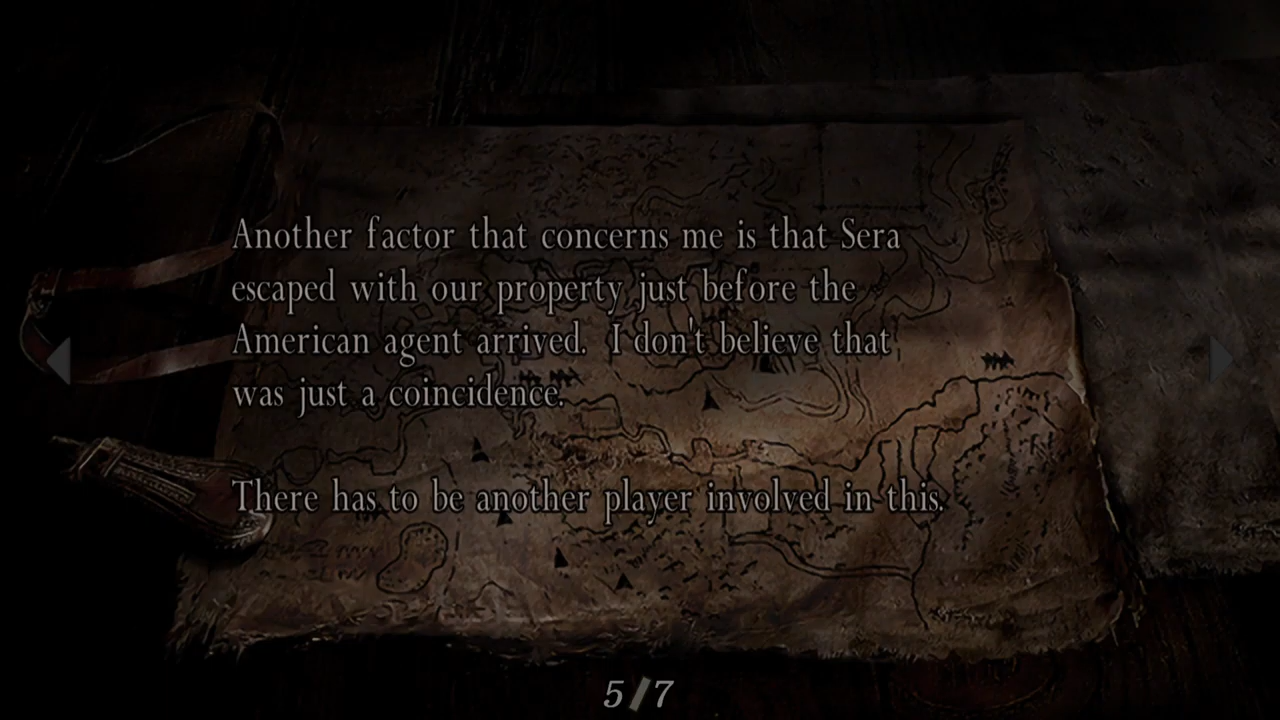 Another factor that concerns me is that Sera
escaped with our property just before the
American agent arrived. I don't believe that
was just a coincidence.
There has to be another player involved in this.
5/7